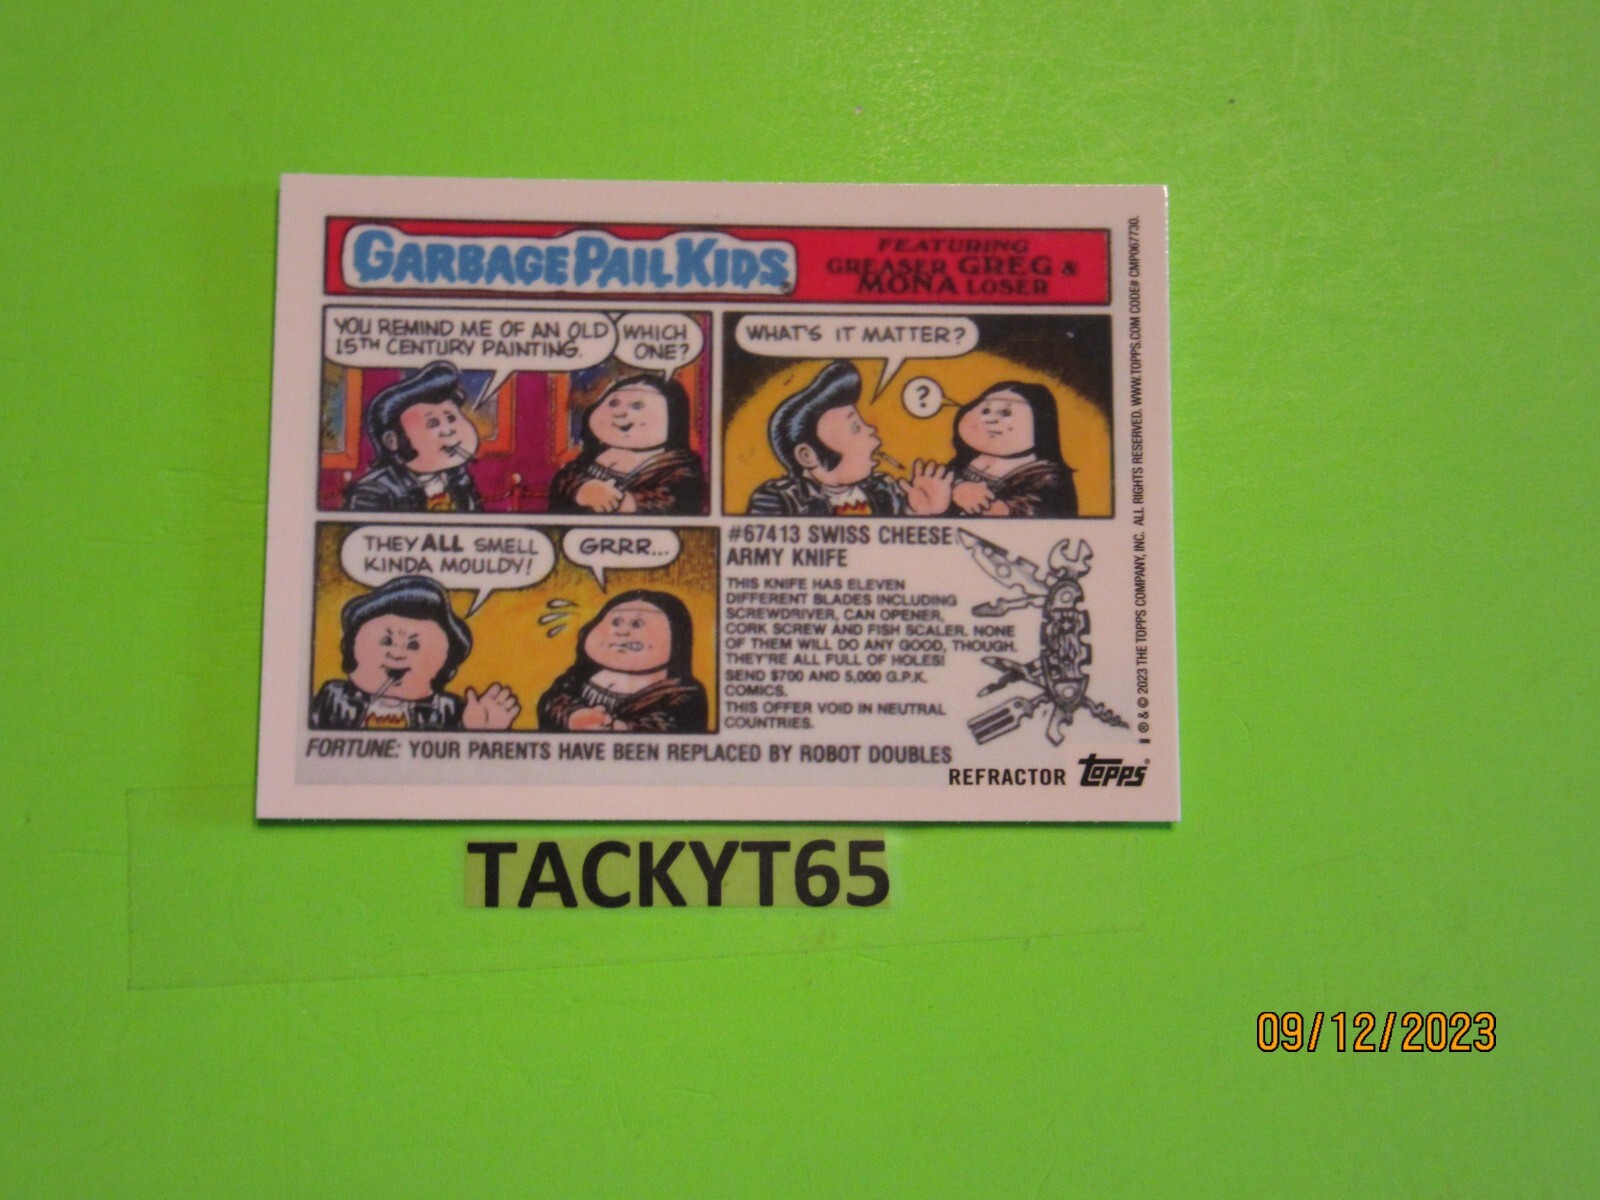 GARBAGE PAIL KIDS®
FEATURING
GREASER GREG &
MONA LOSER
YOU REMIND ME OF AN OLD
15TH CENTURY PAINTING.
WHICH
ONE?
WHAT'S IT MATTER?
?
THEY ALL SMELL
KINDA MOULDY!
GRRR...
#67413 SWISS CHEESE
ARMY KNIFE
THIS KNIFE HAS ELEVEN
DIFFERENT BLADES INCLUDING
SCREWDRIVER, CAN OPENER,
CORK SCREW AND FISH SCALER. NONE
OF THEM WILL DO ANY GOOD, THOUGH.
THEY'RE ALL FULL OF HOLES!
SEND $700 AND 5,000 G.P.K.
COMICS.
THIS OFFER VOID IN NEUTRAL
COUNTRIES.
FORTUNE: YOUR PARENTS HAVE BEEN REPLACED BY ROBOT DOUBLES
REFRACTOR topps®
® & © 2023 THE TOPPS COMPANY, INC. ALL RIGHTS RESERVED. WWW.TOPPS.COM CODE# CMP067730.
TACKYT65
09/12/2023